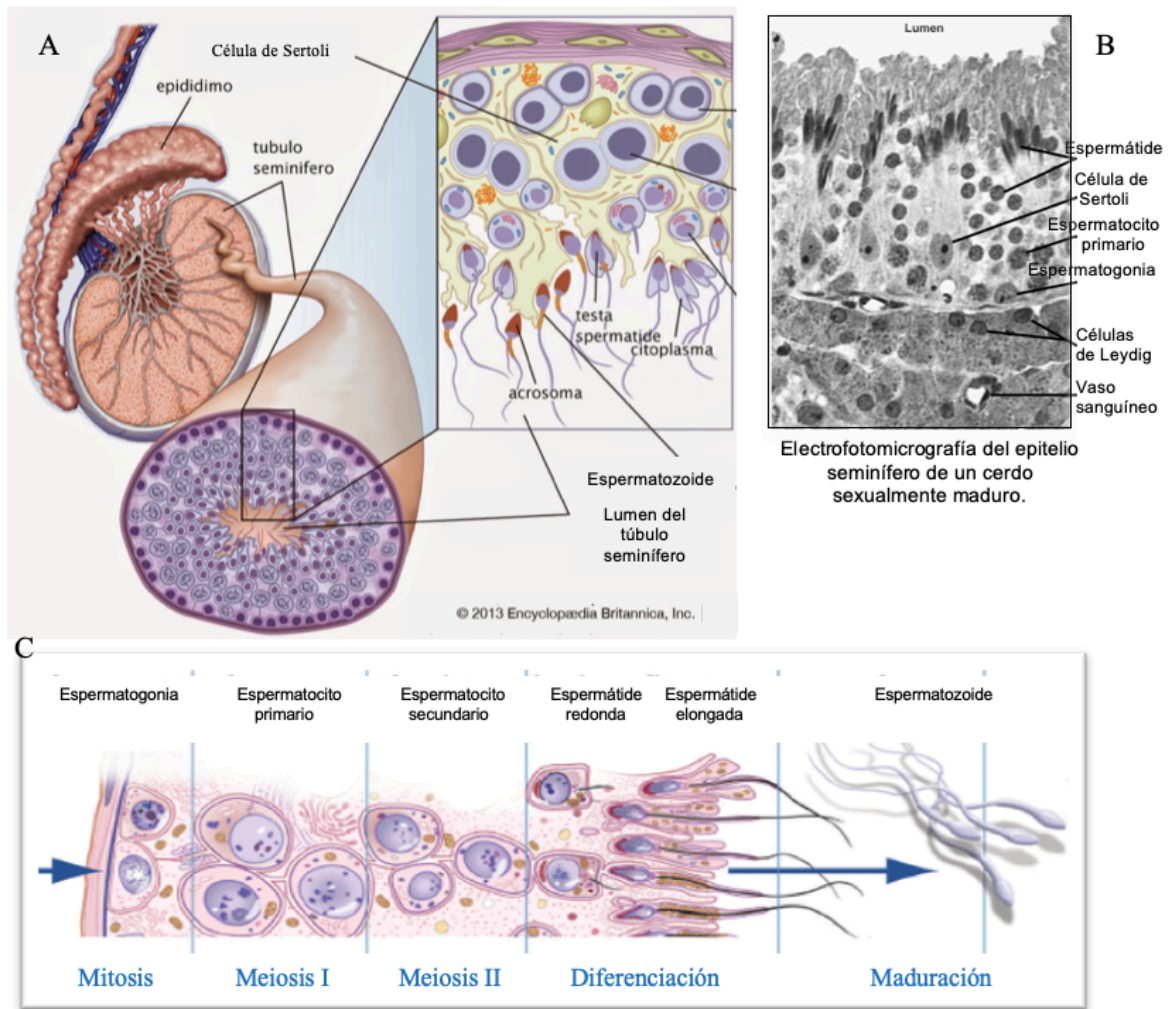 A
Célula de Sertoli
epididimo
tubulo
seminifero
testa
spermatide
citoplasma
acrosoma
Espermatozoide
Lumen del
túbulo
seminífero
© 2013 Encyclopædia Britannica, Inc.
Lumen
B
Espermátide
Célula de
Sertoli
Espermatocito
primario
Espermatogonia
Células
de Leydig
Vaso
sanguíneo
Electrofotomicrografía del epitelio
seminífero de un cerdo
sexualmente maduro.
C
Espermatogonia
Espermatocito
primario
Espermatocito
secundario
Espermátide
redonda
Espermátide
elongada
Espermatozoide
Mitosis
Meiosis I
Meiosis II
Diferenciación
Maduración